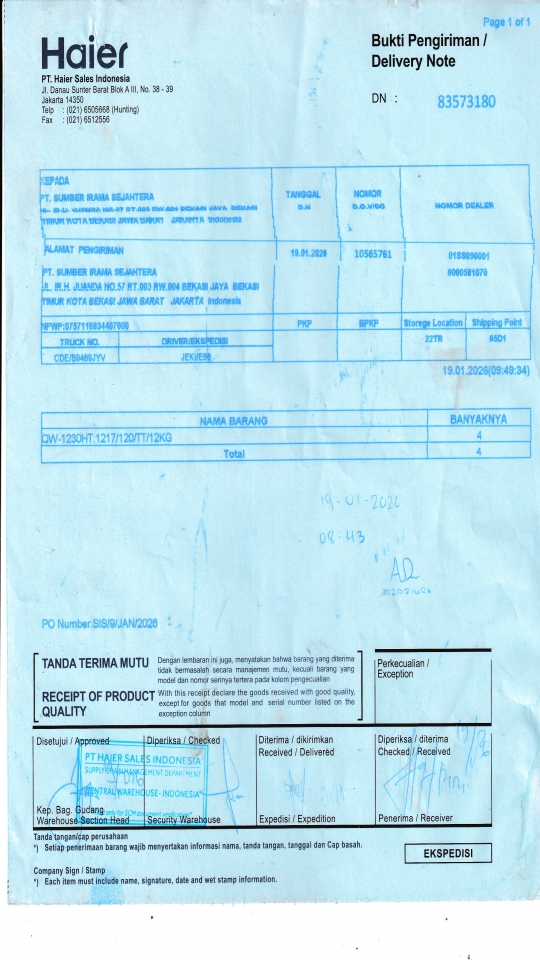 Page 1 of 1
Haier
Bukti Pengiriman /
Delivery Note
PT. Haier Sales Indonesia
Jl. Danau Sunter Barat Blok A III, No. 38 - 39
Jakarta 14350
Telp : (021) 6505668 (Hunting)
Fax : (021) 6512556
DN : 83573180
KEPADA
PT. SUMBER IRAMA SEJAHTERA
TIMUR KOTA BEKASI JAWA BARAT JAKARTA Indonesia
TANGGAL
NOMOR
D.O.V/SO
NOMOR DEALER
ALAMAT PENGIRIMAN
19.01.2026
10565761
PT. SUMBER IRAMA SEJAHTERA
JL. IR.H. JUANDA NO.57 RT.003 RW.004 BEKASI JAYA BEKASI
TIMUR KOTA BEKASI JAWA BARAT JAKARTA Indonesia
PKP
BPKP
Storege Location
Shipping Point
22TR
TRUCK NO.
DRIVER/EKSPEDISI
19.01.2026(09:49:34)
NAMA BARANG
BANYAKNYA
QW-1230HT.1217/120/TT/12KG
4
Total
4
19-01-2026
08-43
PO Number:SIS/9/JAN/2026 :
TANDA TERIMA MUTU
Dengan lembaran ini juga, menyatakan bahwa barang yang diterima
tidak bermasalah secara manajemen mutu, kecuali barang yang
model dan nomor serinya tertera pada kolom pengecualian
RECEIPT OF PRODUCT
QUALITY
With this receipt declare the goods received with good quality,
except for goods that model and serial number listed on the
exception column
Perkecualian /
Exception
Disetujui / Approved
Diperiksa / Checked
Diterima / dikirimkan
Received / Delivered
Diperiksa / diterima
Checked / Received
PT HAIER SALES INDONESIA
SUPPLY CHAIN MANAGEMENT DEPARTMENT
CENTRAL WAREHOUSE- INDONESIA
Kep. Bag. Gudang
Warehouse Section Head
Security Warehouse
Expedisi / Expedition
Penerima / Receiver
Tanda tangan/cap perusahaan
*) Setiap penerimaan barang wajib menyertakan informasi nama, tanda tangan, tanggal dan Cap basah.
EKSPEDISI
Company Sign / Stamp
*) Each item must include name, signature, date and wet stamp information.